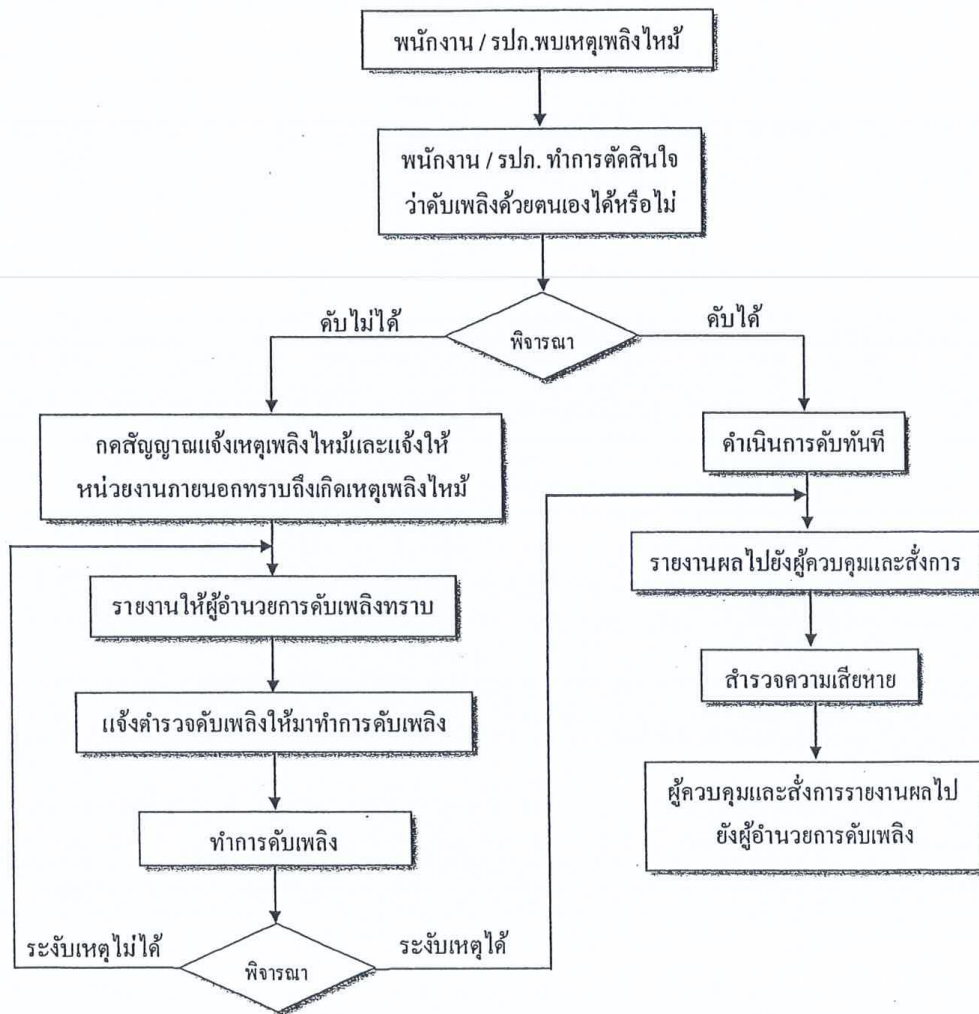 พนักงาน / รปภ.พบเหตุเพลิงไหม้
พนักงาน / รปภ. ทำการตัดสินใจ
ว่าดับเพลิงด้วยตนเองได้หรือไม่
ดับไม่ได้
พิจารณา
ดับได้
กดสัญญาณแจ้งเหตุเพลิงไหม้และแจ้งให้
หน่วยงานภายนอกทราบถึงเกิดเหตุเพลิงไหม้
รายงานให้ผู้อำนวยการดับเพลิงทราบ
แจ้งตำรวจดับเพลิงให้มาทำการดับเพลิง
ทำการดับเพลิง
ระงับเหตุไม่ได้
พิจารณา
ระงับเหตุได้
ดำเนินการดับทันที
รายงานผลไปยังผู้ควบคุมและสั่งการ
สำรวจความเสียหาย
ผู้ควบคุมและสั่งการรายงานผลไป
ยังผู้อำนวยการดับเพลิง